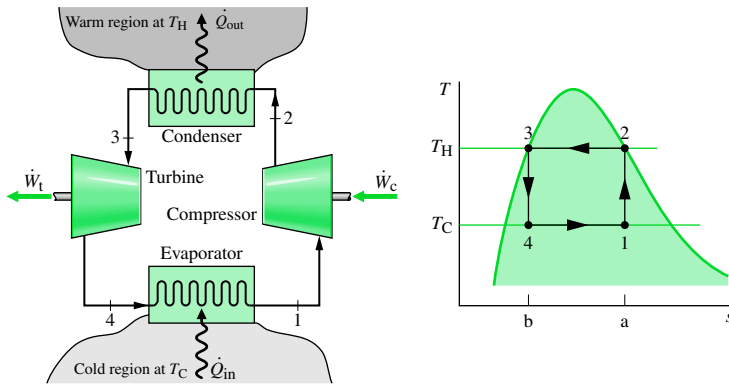 Warm region at T_H
Q̇_out
Condenser
3
2
Ẇ_t
Turbine
Compressor
Ẇ_c
Evaporator
4
1
Cold region at T_C
Q̇_in
T
T_H
3
2
T_C
4
1
b
a
s